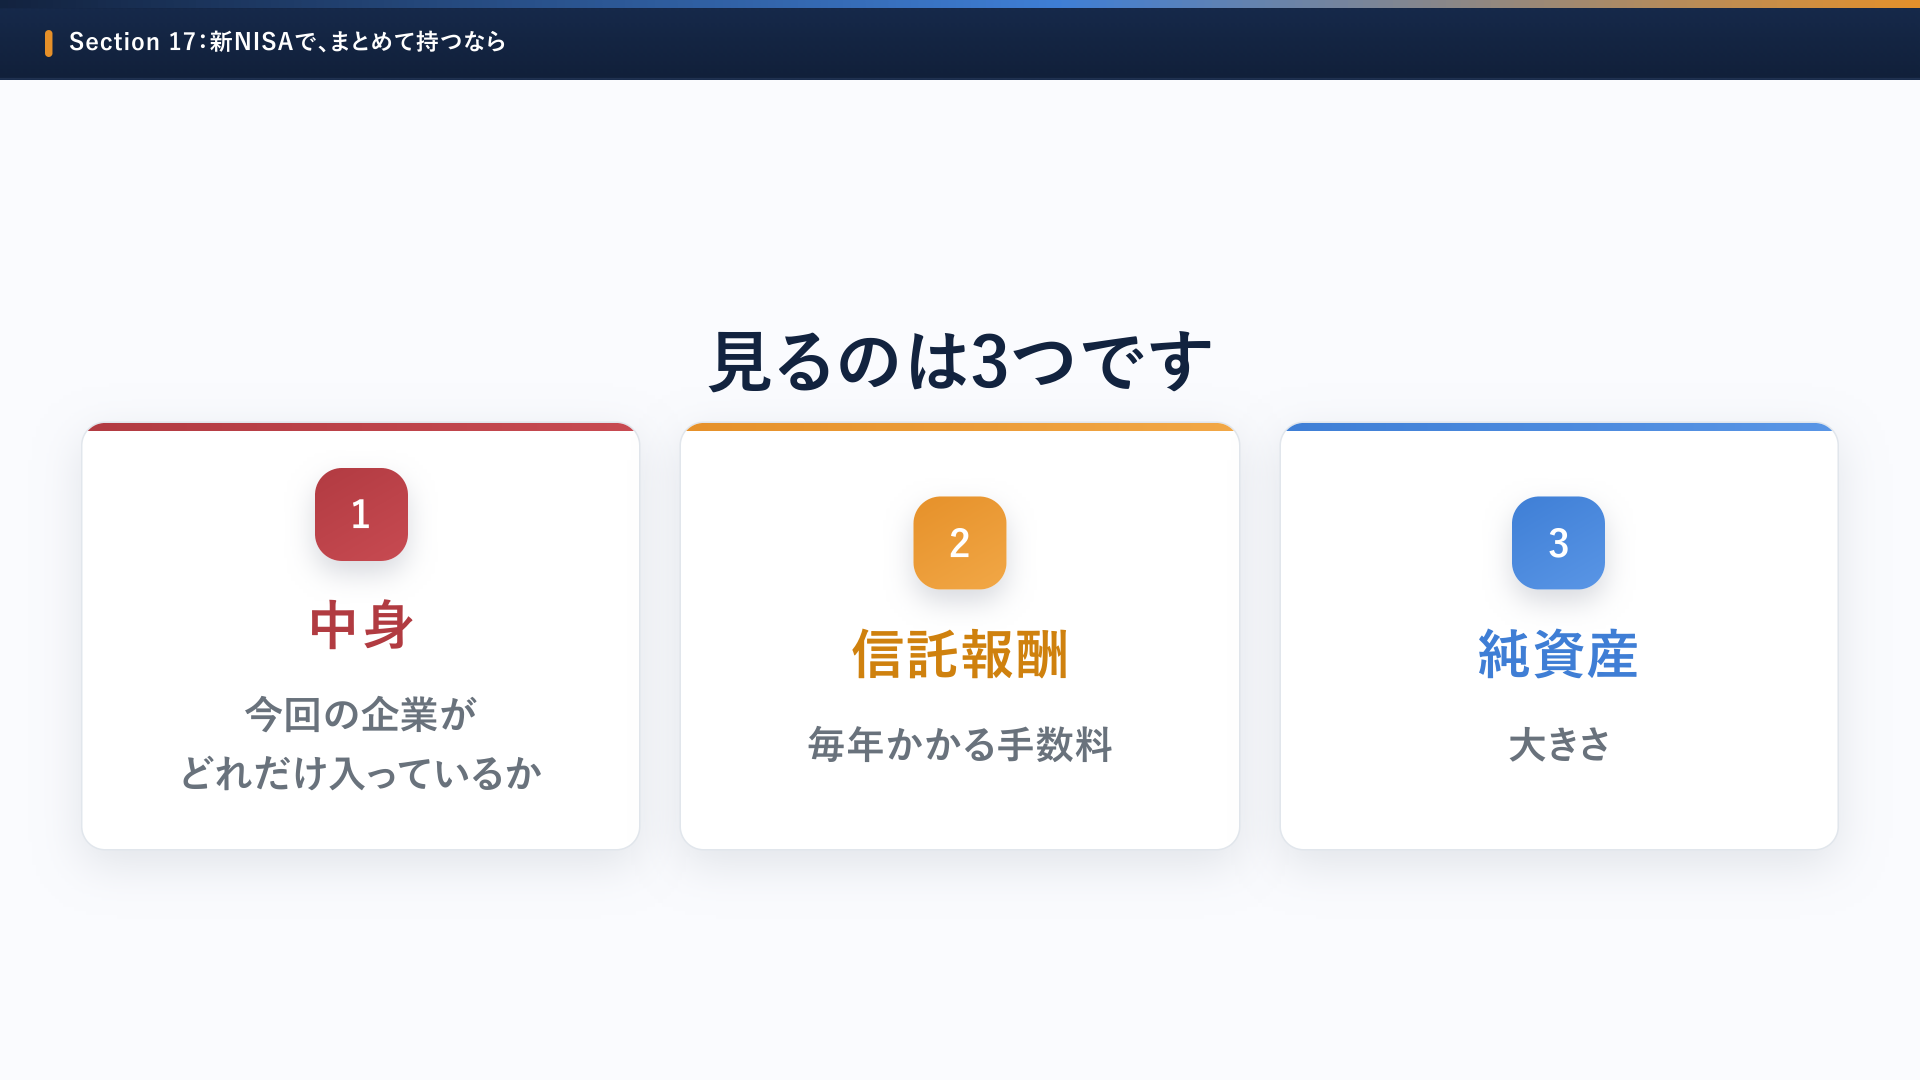 Section 17：新NISAで、まとめて持つなら
見るのは3つです
1
中身
今回の企業が
どれだけ入っているか
2
信託報酬
毎年かかる手数料
3
純資産
大きさ